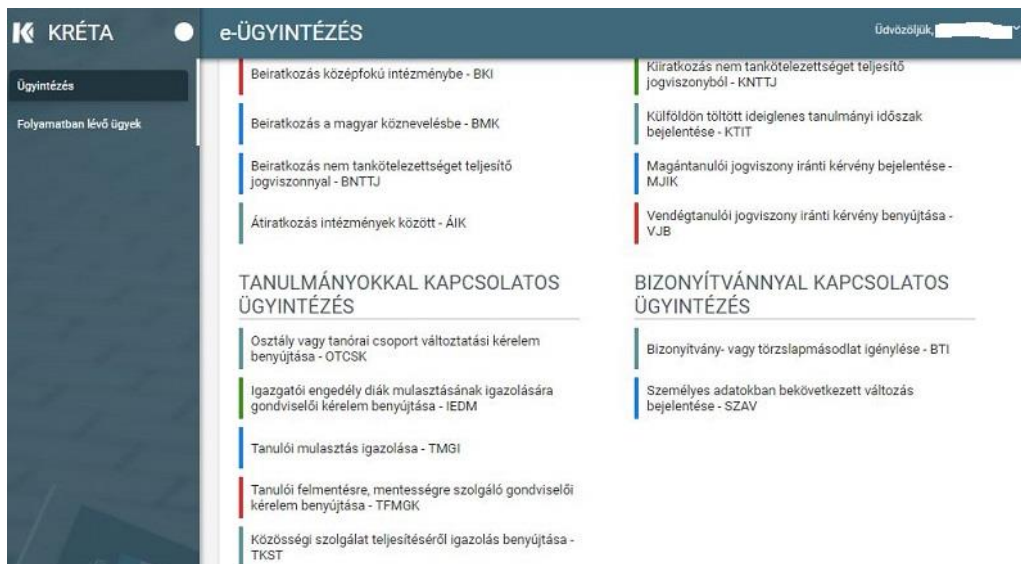 KRÉTA
Ügyintézés
Folyamatban lévő ügyek
e-ÜGYINTÉZÉS
Üdvözöljük,
Beiratkozás középfokú intézménybe - BKI
Beiratkozás a magyar köznevelésbe - BMK
Beiratkozás nem tankötelezettséget teljesítő
jogviszonnyal - BNTTJ
Átiratkozás intézmények között - ÁIK
Kiiratkozás nem tankötelezettséget teljesítő
jogviszonyból - KNTTJ
Külföldön töltött ideiglenes tanulmányi időszak
bejelentése - KTIT
Magántanulói jogviszony iránti kérvény bejelentése -
MJIK
Vendégtanulói jogviszony iránti kérvény benyújtása -
VJB
TANULMÁNYOKKAL KAPCSOLATOS
ÜGYINTÉZÉS
Osztály vagy tanórai csoport változtatási kérelem
benyújtása - OTCSK
Igazgatói engedély diák mulasztásának igazolására
gondviselői kérelem benyújtása - IEDM
Tanulói mulasztás igazolása - TMGI
Tanulói felmentésre, mentességre szolgáló gondviselői
kérelem benyújtása - TFMGK
Közösségi szolgálat teljesítéséről igazolás benyújtása -
TKST
BIZONYÍTVÁNNYAL KAPCSOLATOS
ÜGYINTÉZÉS
Bizonyítvány- vagy törzslapmásodlat igénylése - BTI
Személyes adatokban bekövetkezett változás
bejelentése - SZAV